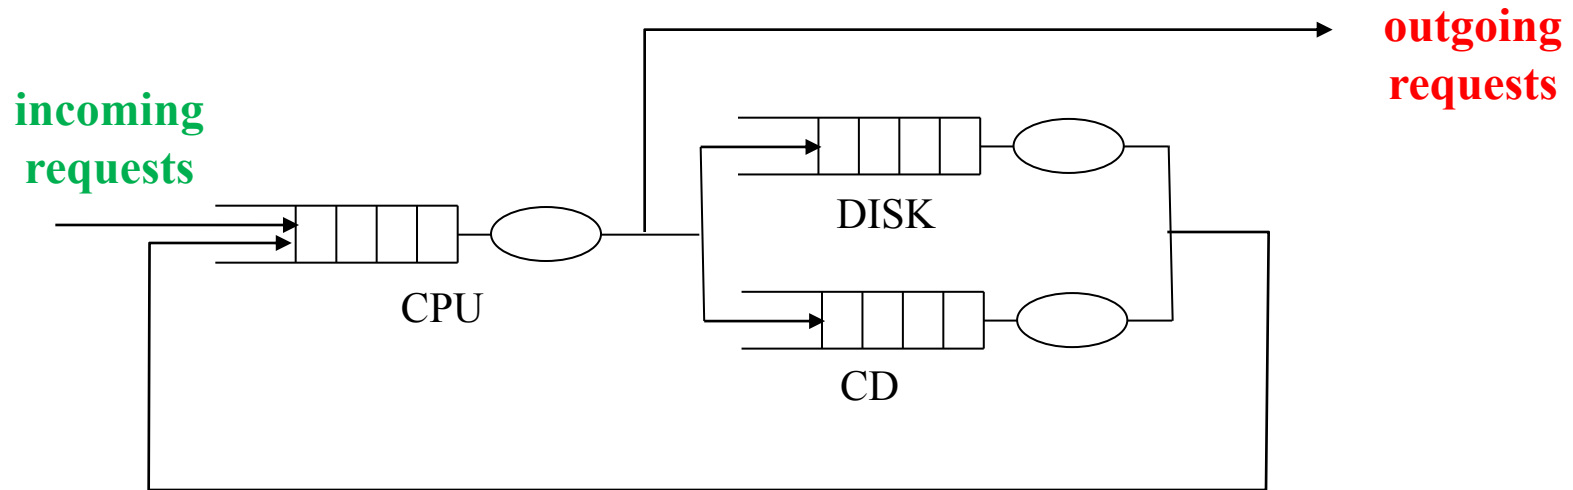 incoming
requests
outgoing
requests
CPU
DISK
CD